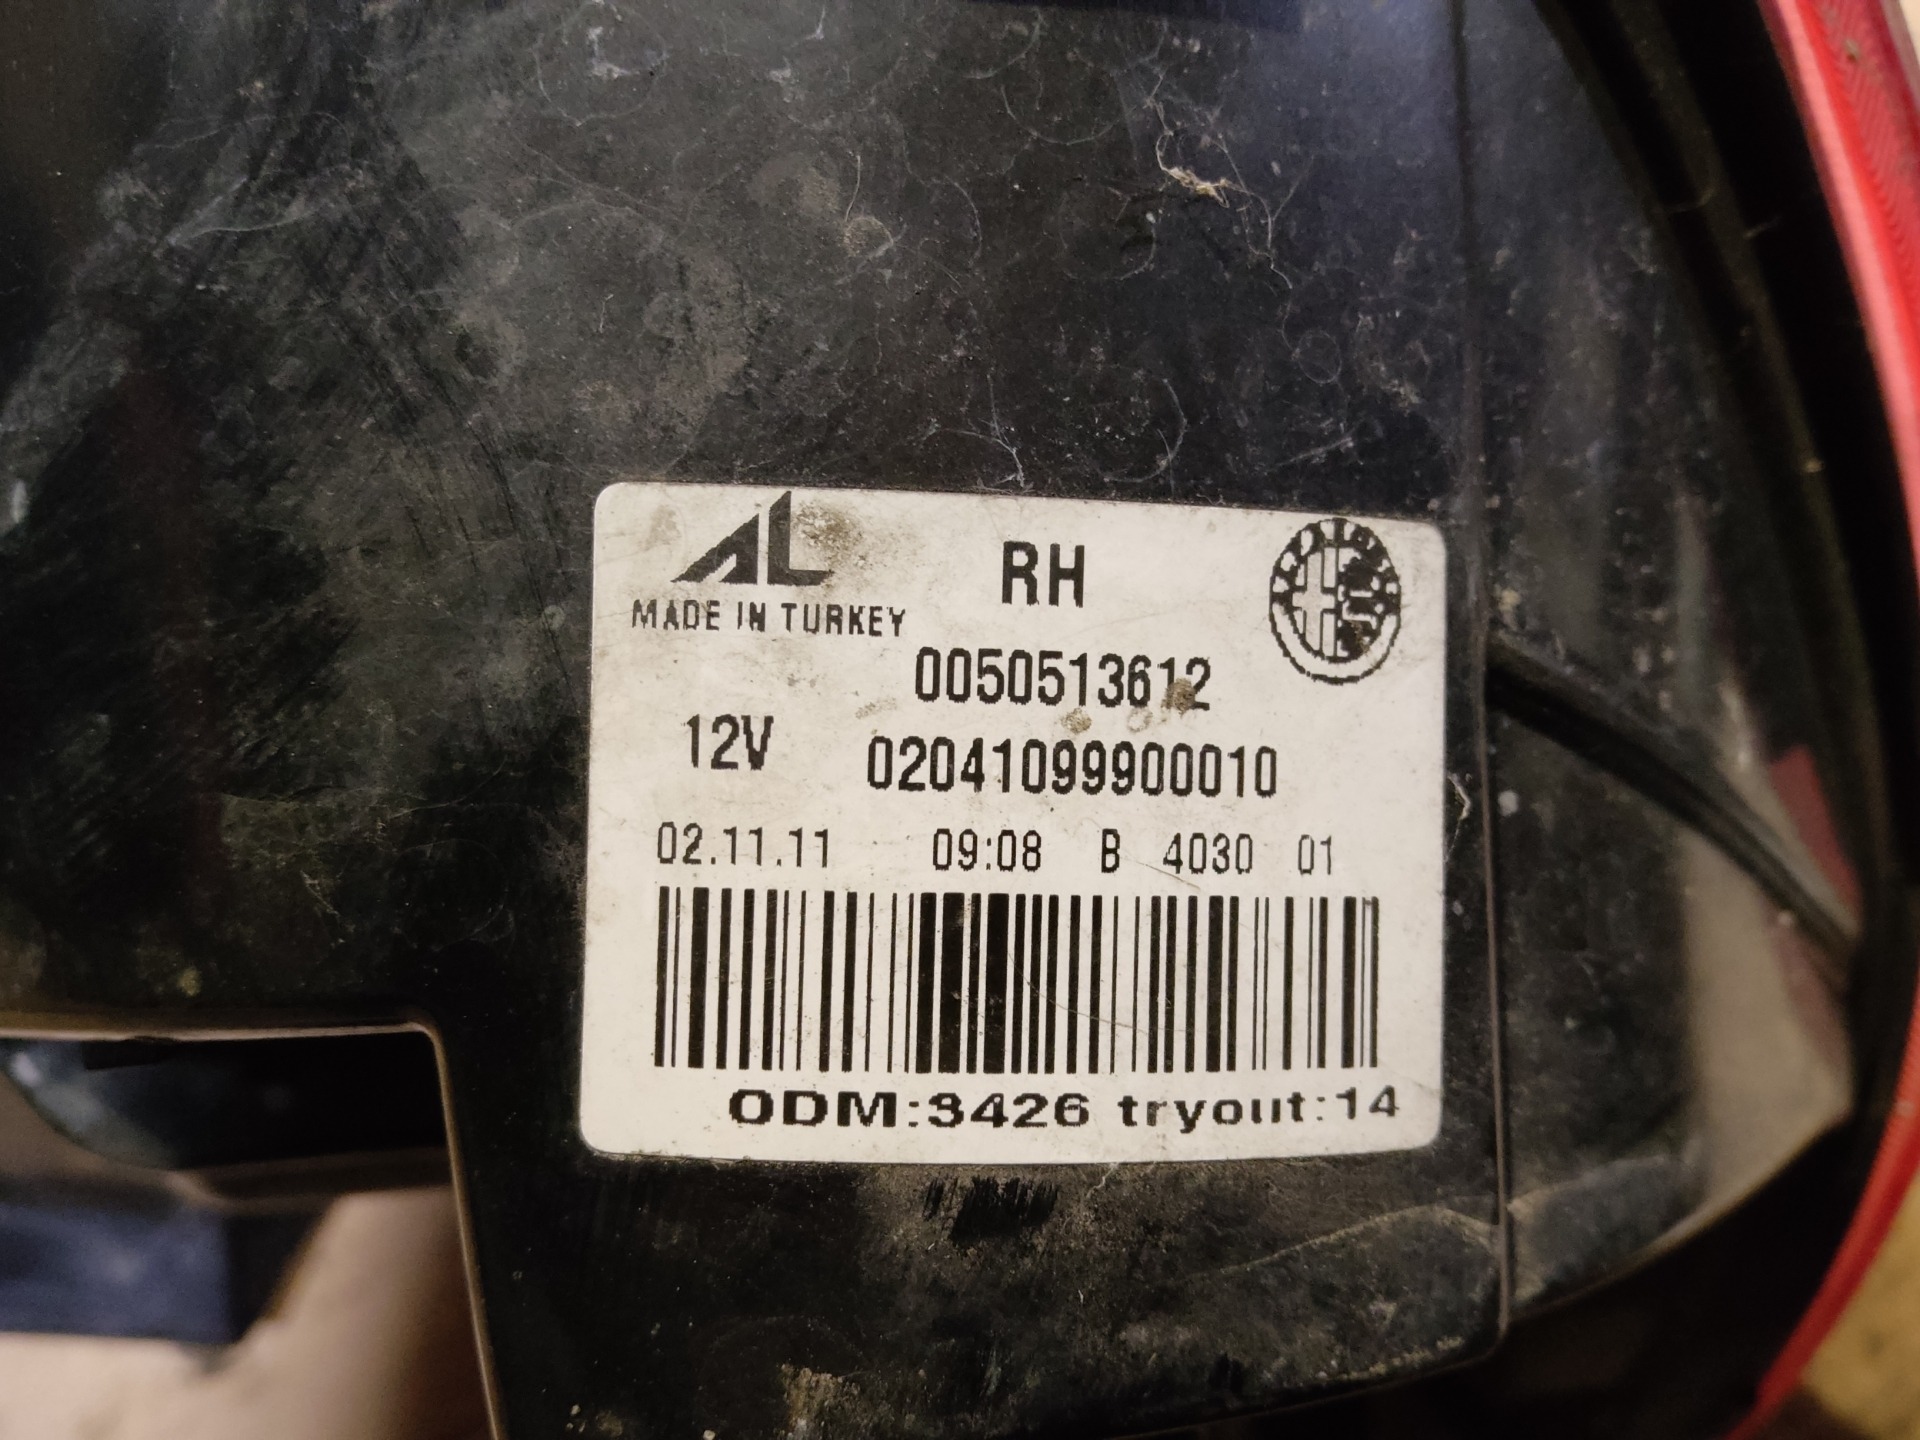 AL
RH
MADE IN TURKEY
0050513612
12V 02041099900010
02.11.11 09:08 B 4030 01
ODM:3426 tryout:14